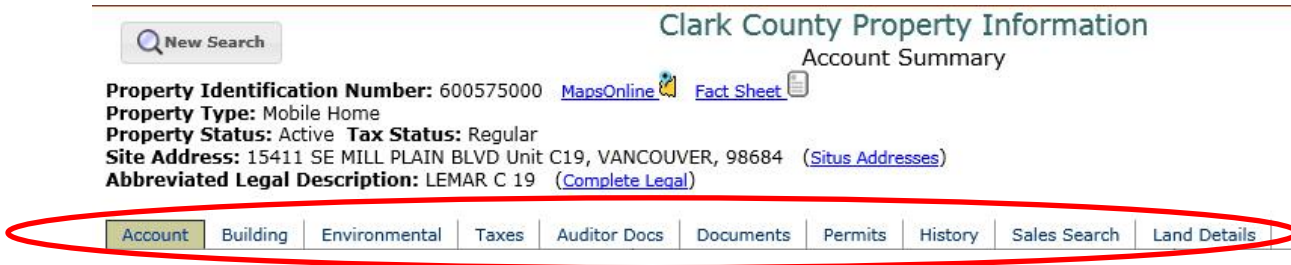 New Search
Clark County Property Information
Account Summary
Property Identification Number: 600575000 MapsOnline Fact Sheet
Property Type: Mobile Home
Property Status: Active Tax Status: Regular
Site Address: 15411 SE MILL PLAIN BLVD Unit C19, VANCOUVER, 98684 (Situs Addresses)
Abbreviated Legal Description: LEMAR C 19 (Complete Legal)
Account Building Environmental Taxes Auditor Docs Documents Permits History Sales Search Land Details